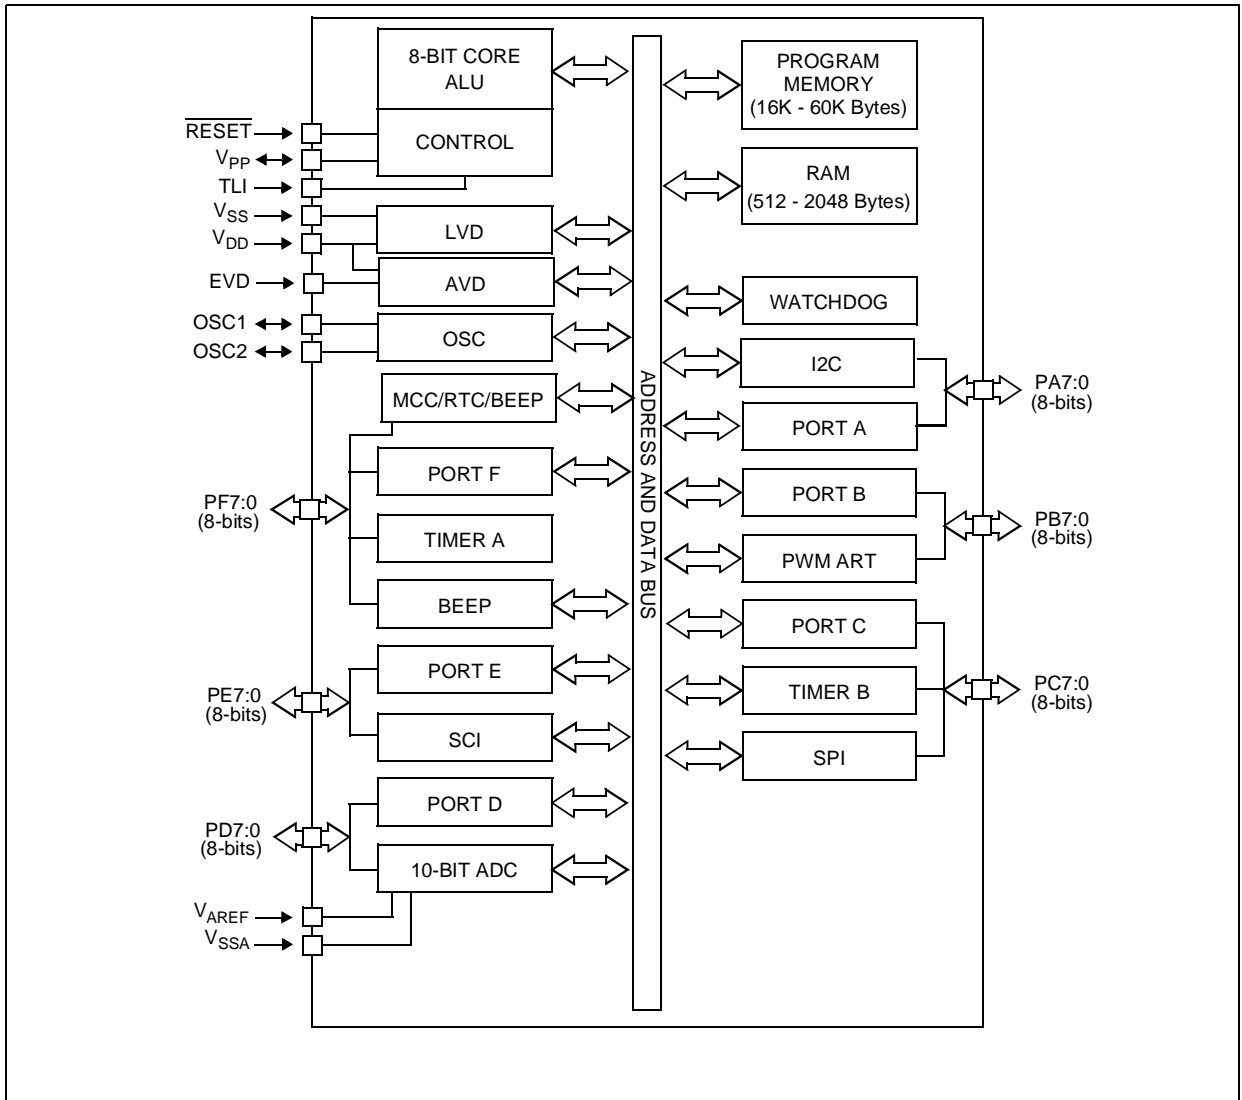 8-BIT CORE
ALU
CONTROL
RESET
VPP
TLI
VSS
VDD
EVD
OSC1
OSC2
LVD
AVD
OSC
MCC/RTC/BEEP
PORT F
TIMER A
BEEP
PF7:0
(8-bits)
PORT E
SCI
PE7:0
(8-bits)
PORT D
10-BIT ADC
PD7:0
(8-bits)
VAREF
VSSA
ADDRESS AND DATA BUS
PROGRAM
MEMORY
(16K - 60K Bytes)
RAM
(512 - 2048 Bytes)
WATCHDOG
I2C
PORT A
PA7:0
(8-bits)
PORT B
PWM ART
PB7:0
(8-bits)
PORT C
TIMER B
SPI
PC7:0
(8-bits)